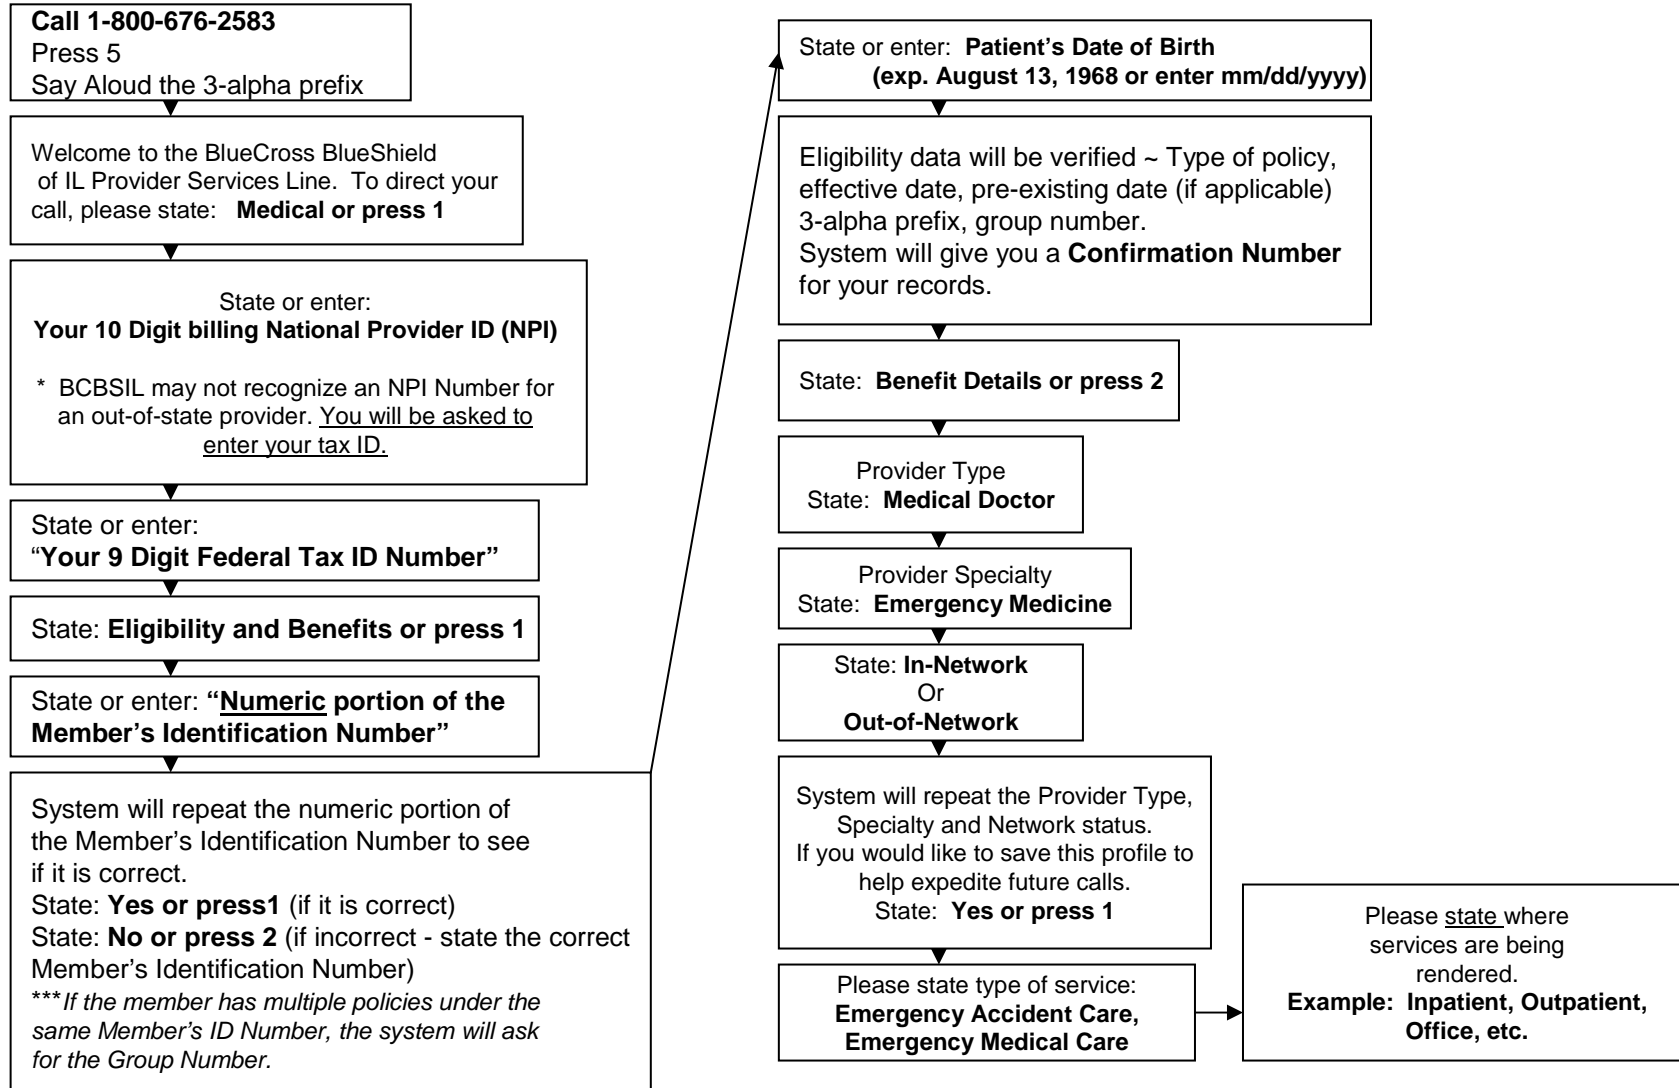 Call 1-800-676-2583
Press 5
Say Aloud the 3-alpha prefix
Welcome to the BlueCross BlueShield
of IL Provider Services Line. To direct your
call, please state: Medical or press 1
State or enter:
Your 10 Digit billing National Provider ID (NPI)
* BCBSIL may not recognize an NPI Number for
an out-of-state provider. You will be asked to
enter your tax ID.
State or enter:
“Your 9 Digit Federal Tax ID Number”
State: Eligibility and Benefits or press 1
State or enter: “Numeric portion of the
Member’s Identification Number”
System will repeat the numeric portion of
the Member’s Identification Number to see
if it is correct.
State: Yes or press1 (if it is correct)
State: No or press 2 (if incorrect - state the correct
Member’s Identification Number)
***If the member has multiple policies under the
same Member’s ID Number, the system will ask
for the Group Number.
State or enter: Patient’s Date of Birth
(exp. August 13, 1968 or enter mm/dd/yyyy)
Eligibility data will be verified ~ Type of policy,
effective date, pre-existing date (if applicable)
3-alpha prefix, group number.
System will give you a Confirmation Number
for your records.
State: Benefit Details or press 2
Provider Type
State: Medical Doctor
Provider Specialty
State: Emergency Medicine
State: In-Network
Or
Out-of-Network
System will repeat the Provider Type,
Specialty and Network status.
If you would like to save this profile to
help expedite future calls.
State: Yes or press 1
Please state type of service:
Emergency Accident Care,
Emergency Medical Care
Please state where
services are being
rendered.
Example: Inpatient, Outpatient,
Office, etc.